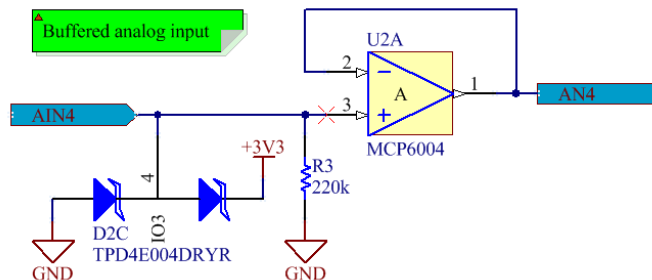 Buffered analog input
U2A
2
1
A
3
MCP6004
AIN4
AN4
+3V3
R3
220k
4
IO3
D2C
TPD4E004DRYR
GND
GND